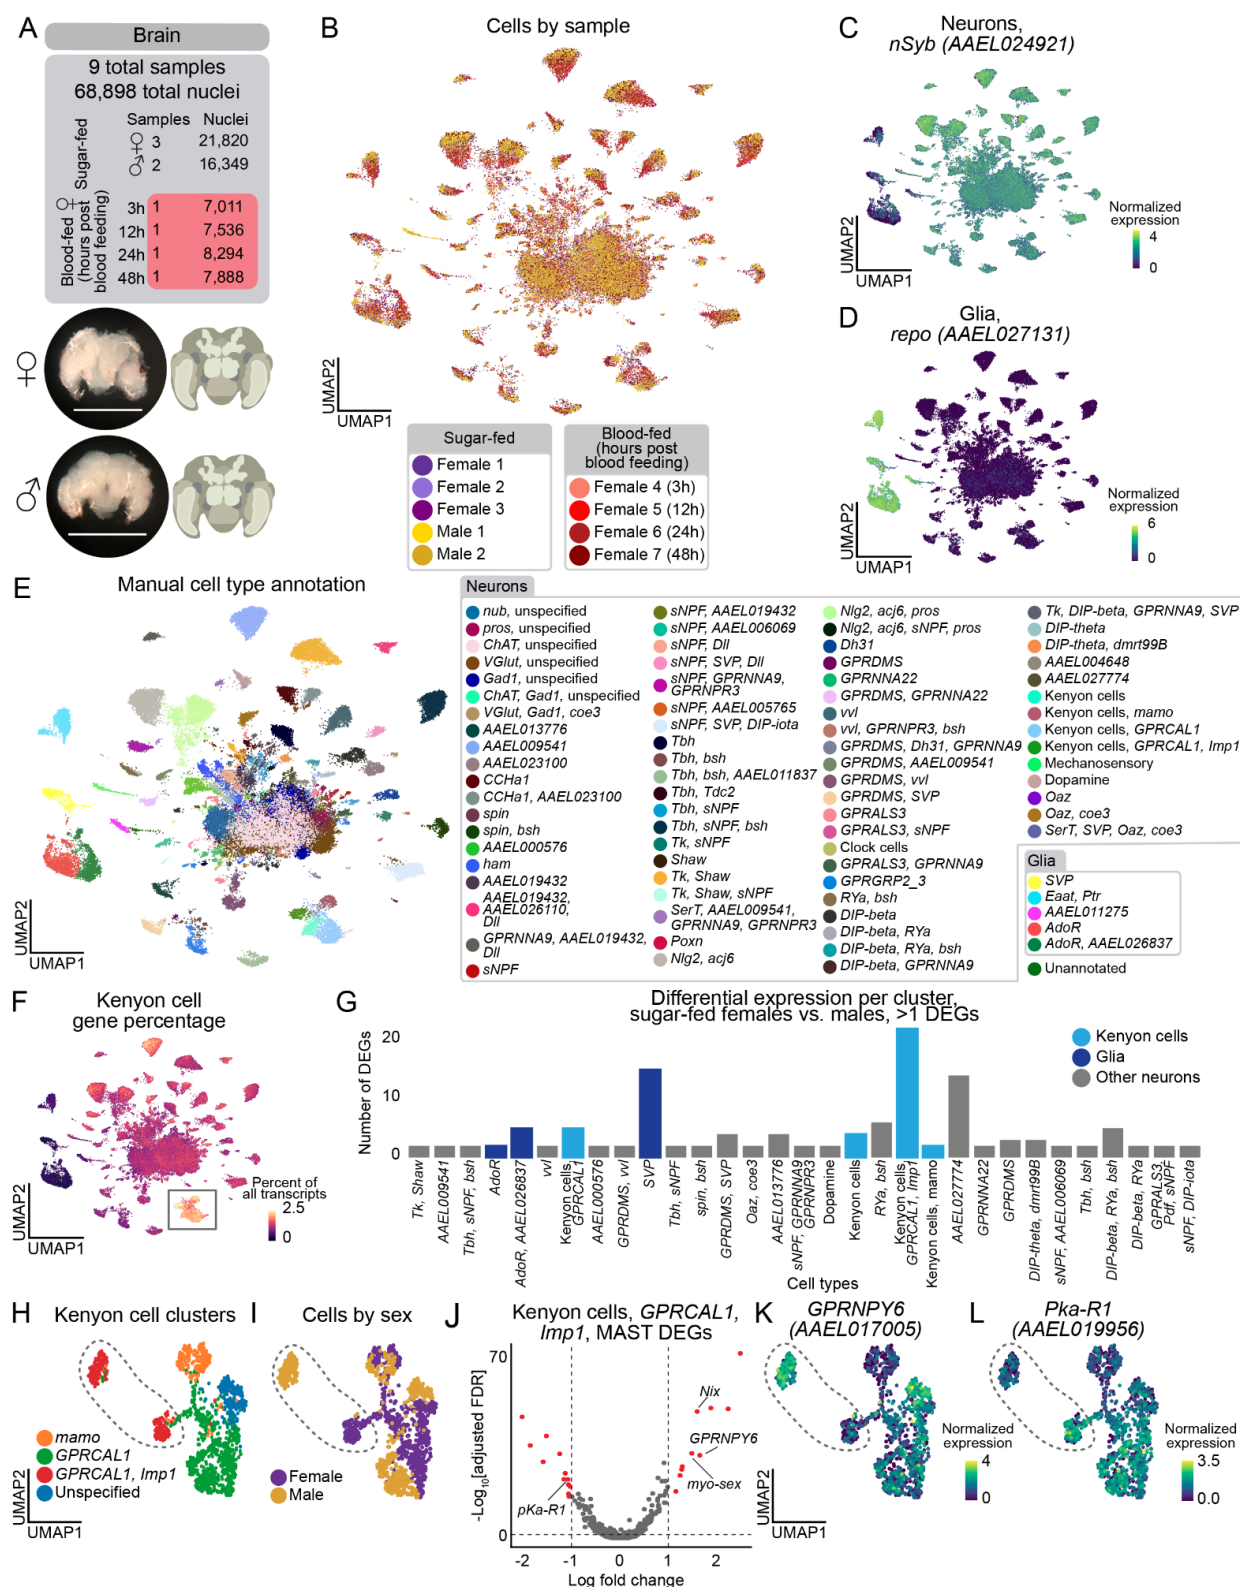 A
Brain
9 total samples
68,898 total nuclei
Samples Nuclei
Sugar-fed
♀ 3 21,820
♂ 2 16,349
Blood-fed ♀
(hours post
blood feeding)
3h 1 7,011
12h 1 7,536
24h 1 8,294
48h 1 7,888
♀
♂
B
Cells by sample
UMAP2
UMAP1
Sugar-fed
Female 1
Female 2
Female 3
Male 1
Male 2
Blood-fed
(hours post
blood feeding)
Female 4 (3h)
Female 5 (12h)
Female 6 (24h)
Female 7 (48h)
C
Neurons,
nSyb (AAEL024921)
Normalized
expression
4
0
UMAP2
UMAP1
D
Glia,
repo (AAEL027131)
Normalized
expression
6
0
UMAP2
UMAP1
E
Manual cell type annotation
UMAP2
UMAP1
Neurons
nub, unspecified
pros, unspecified
ChAT, unspecified
VGlut, unspecified
Gad1, unspecified
ChAT, Gad1, unspecified
VGlut, Gad1, coe3
AAEL013776
AAEL009541
AAEL023100
CCHa1
CCHa1, AAEL023100
spin
spin, bsh
AAEL000576
ham
AAEL019432
AAEL019432,
AAEL026110,
Dll
GPRNNA9, AAEL019432,
Dll
sNPF
sNPF, AAEL019432
sNPF, AAEL006069
sNPF, Dll
sNPF, SVP, Dll
sNPF, GPRNNA9,
GPRNPR3
sNPF, AAEL005765
sNPF, SVP, DIP-iota
Tbh
Tbh, bsh
Tbh, bsh, AAEL011837
Tbh, Tdc2
Tbh, sNPF
Tbh, sNPF, bsh
Tk, sNPF
Shaw
Tk, Shaw
Tk, Shaw, sNPF
SerT, AAEL009541,
GPRNNA9, GPRNPR3
Poxn
Nlg2, acj6
Nlg2, acj6, pros
Nlg2, acj6, sNPF, pros
Dh31
GPRDMS
GPRNNA22
GPRDMS, GPRNNA22
vvl
vvl, GPRNPR3, bsh
GPRDMS, Dh31, GPRNNA9
GPRDMS, AAEL009541
GPRDMS, vvl
GPRDMS, SVP
GPRALS3
GPRALS3, sNPF
Clock cells
GPRALS3, GPRNNA9
GPRGRP2_3
RYa, bsh
DIP-beta
DIP-beta, RYa
DIP-beta, RYa, bsh
DIP-beta, GPRNNA9
Tk, DIP-beta, GPRNNA9, SVP
DIP-theta
DIP-theta, dmrt99B
AAEL004648
AAEL027774
Kenyon cells
Kenyon cells, mamo
Kenyon cells, GPRCAL1
Kenyon cells, GPRCAL1, Imp1
Mechanosensory
Dopamine
Oaz
Oaz, coe3
SerT, SVP, Oaz, coe3
Glia
SVP
Eaat, Ptr
AAEL011275
AdoR
AdoR, AAEL026837
Unannotated
F
Kenyon cell
gene percentage
Percent of
all transcripts
2.5
0
UMAP2
UMAP1
G
Differential expression per cluster,
sugar-fed females vs. males, >1 DEGs
Number of DEGs
20
10
0
Kenyon cells
Glia
Other neurons
Tk, Shaw
AAEL009541
Tbh, sNPF, bsh
AdoR
AdoR, AAEL026837
vvl
Kenyon cells,
GPRCAL1
AAEL000576
GPRDMS, vvl
SVP
Tbh, sNPF
spin, bsh
GPRDMS, SVP
Oaz, coe3
AAEL013776
sNPF, GPRNNA9
GPRNPR3
Dopamine
Kenyon cells
RYa, bsh
Kenyon cells,
GPRCAL1, Imp1
Kenyon cells, mamo
AAEL027774
GPRNNA22
GPRDMS
DIP-theta, dmrt99B
sNPF, AAEL006069
Tbh, bsh
DIP-beta, RYa, bsh
DIP-beta, RYa
GPRALS3,
Pdf, sNPF
sNPF, DIP-iota
Cell types
H
Kenyon cell clusters
mamo
GPRCAL1
GPRCAL1, Imp1
Unspecified
UMAP2
UMAP1
I
Cells by sex
Female
Male
J
Kenyon cells, GPRCAL1,
Imp1, MAST DEGs
-Log10[adjusted FDR]
70
0
Nix
GPRNPY6
myo-sex
pKa-R1
-2 -1 0 1 2
Log fold change
K
GPRNPY6
(AAEL017005)
Normalized
expression
4
0
UMAP2
UMAP1
L
Pka-R1
(AAEL019956)
Normalized
expression
3.5
0.0